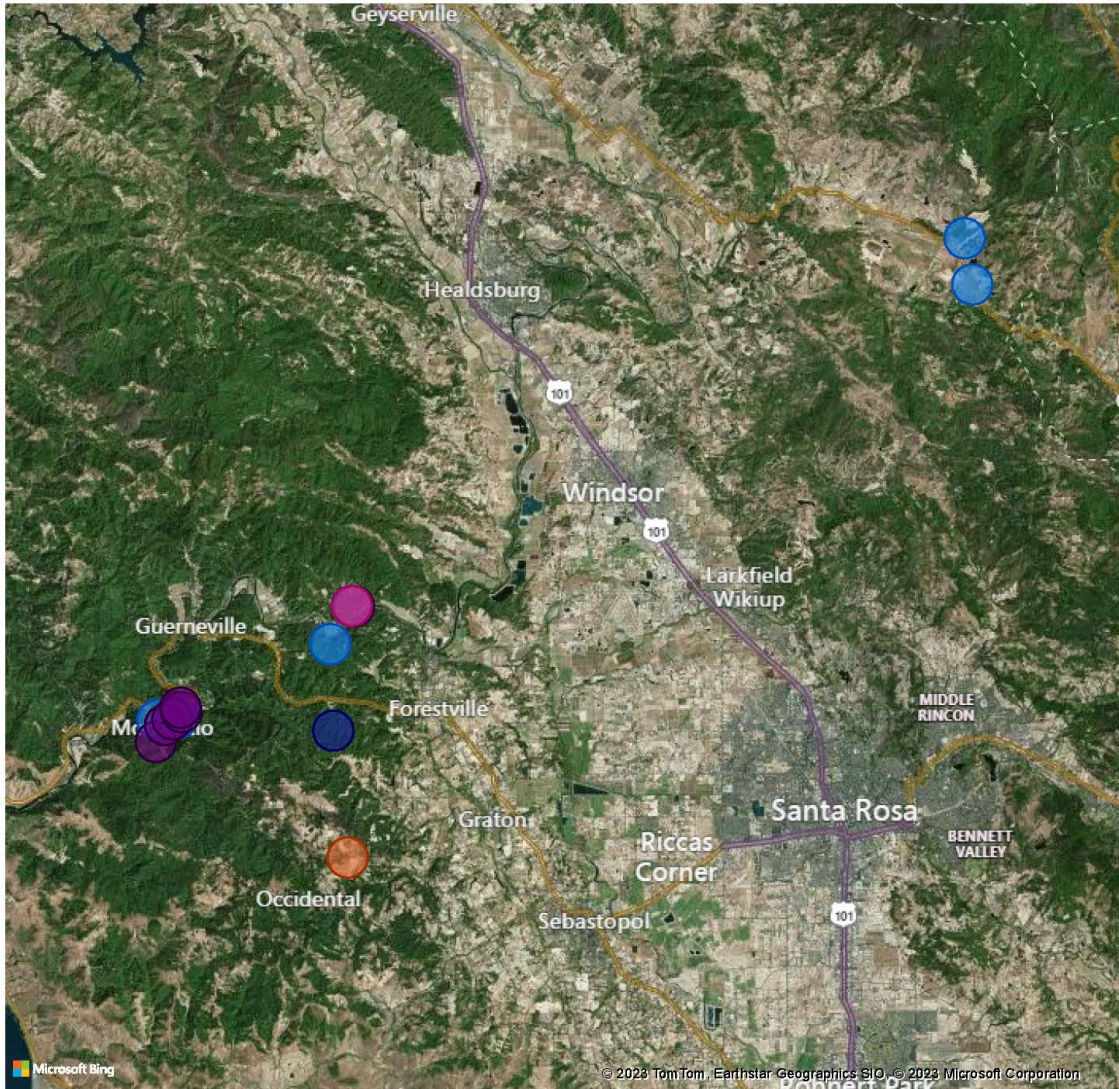 Geyserville
Healdsburg
101
Windsor
101
Larkfield
Wikiup
Guerneville
Forestville
MIDDLE
RINCON
Graton
Santa Rosa
Riccas
Corner
BENNETT
VALLEY
Occidental
Sebastopol
101
Microsoft Bing
© 2023 TomTom, Earthstar Geographics SIO, © 2023 Microsoft Corporation